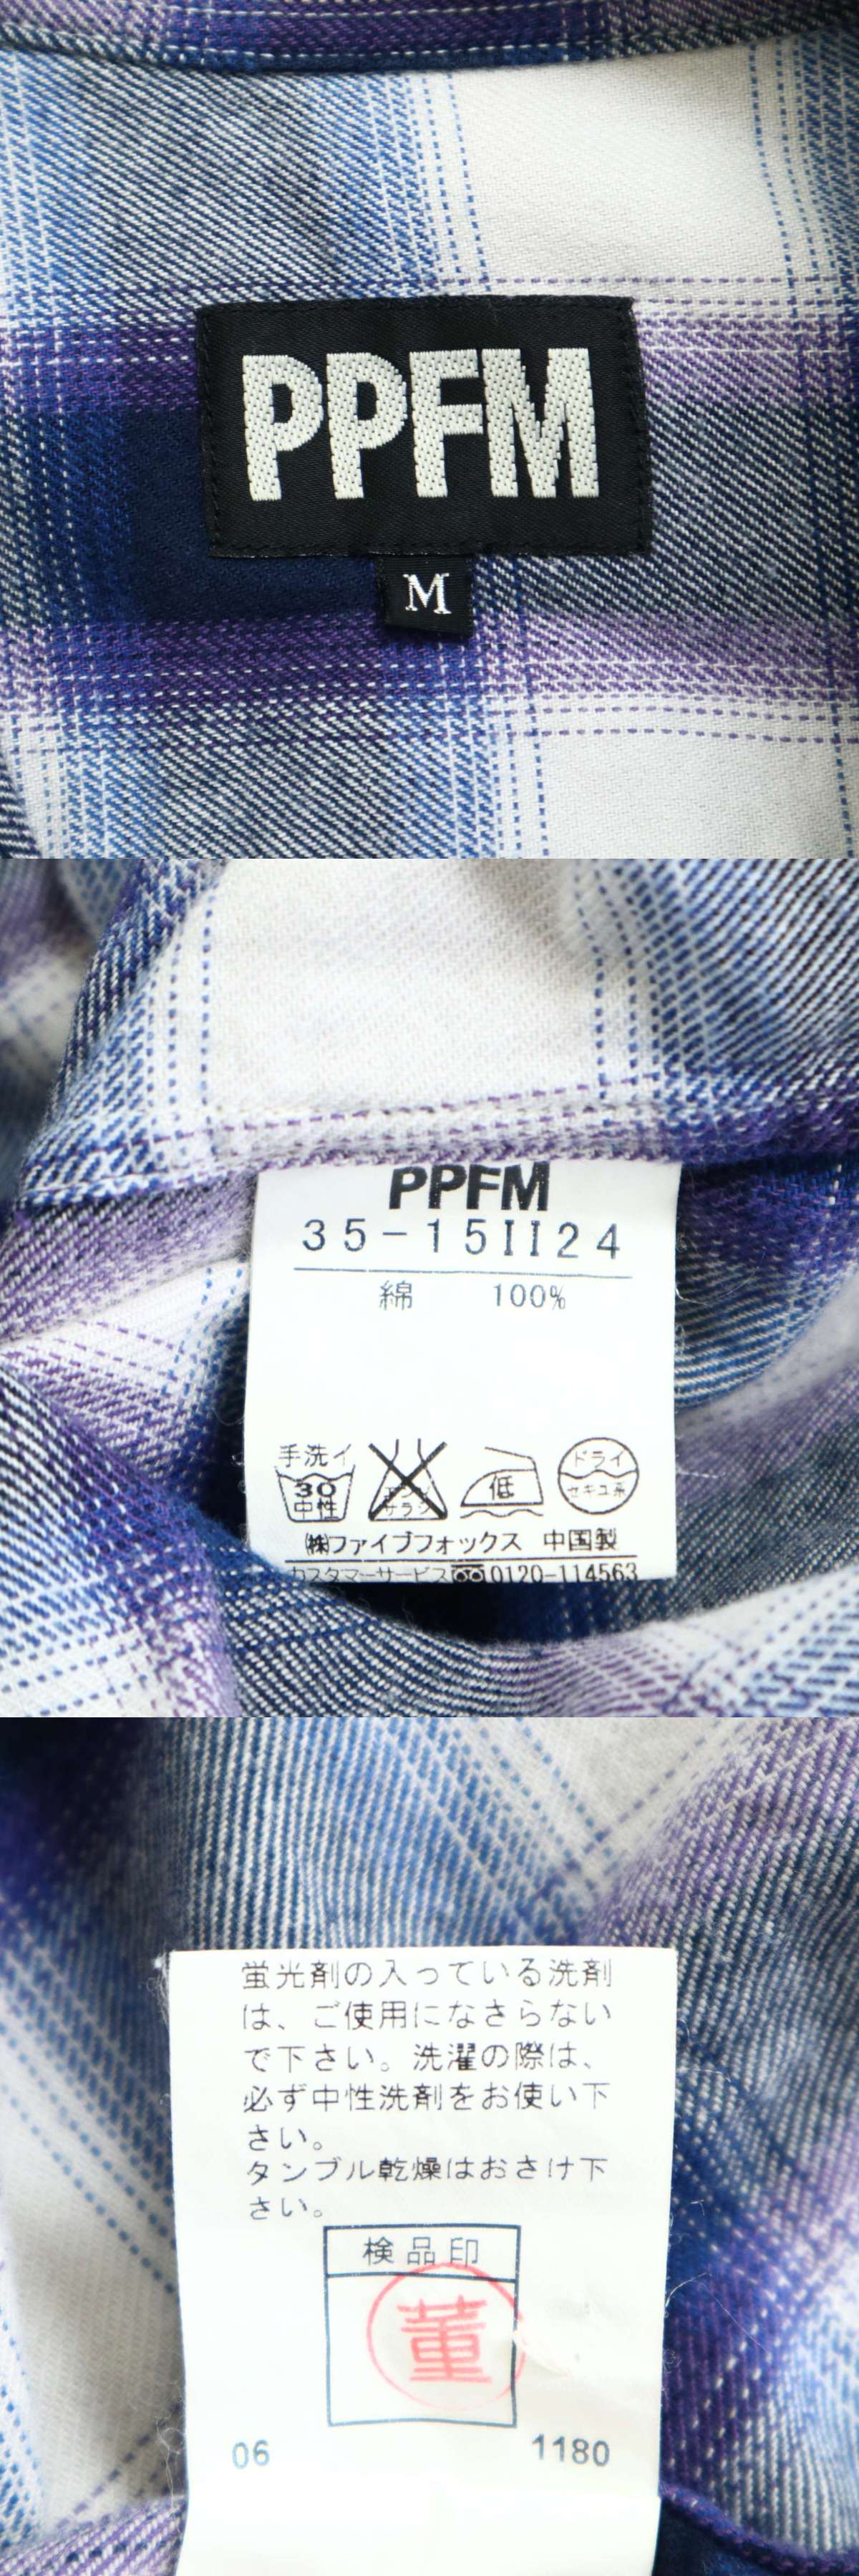 PPFM
M
PPFM
35-15II24
綿 100%
手洗イ
30
中性
エンソ
サラシ
低
ドライ
セキユ系
㈱ファイブフォックス 中国製
カスタマーサービス 0120-114563
蛍光剤の入っている洗剤
は、ご使用になさらない
で下さい。洗濯の際は、
必ず中性洗剤をお使い下
さい。
タンブル乾燥はおさけ下
さい。
検品印
董
06 1180